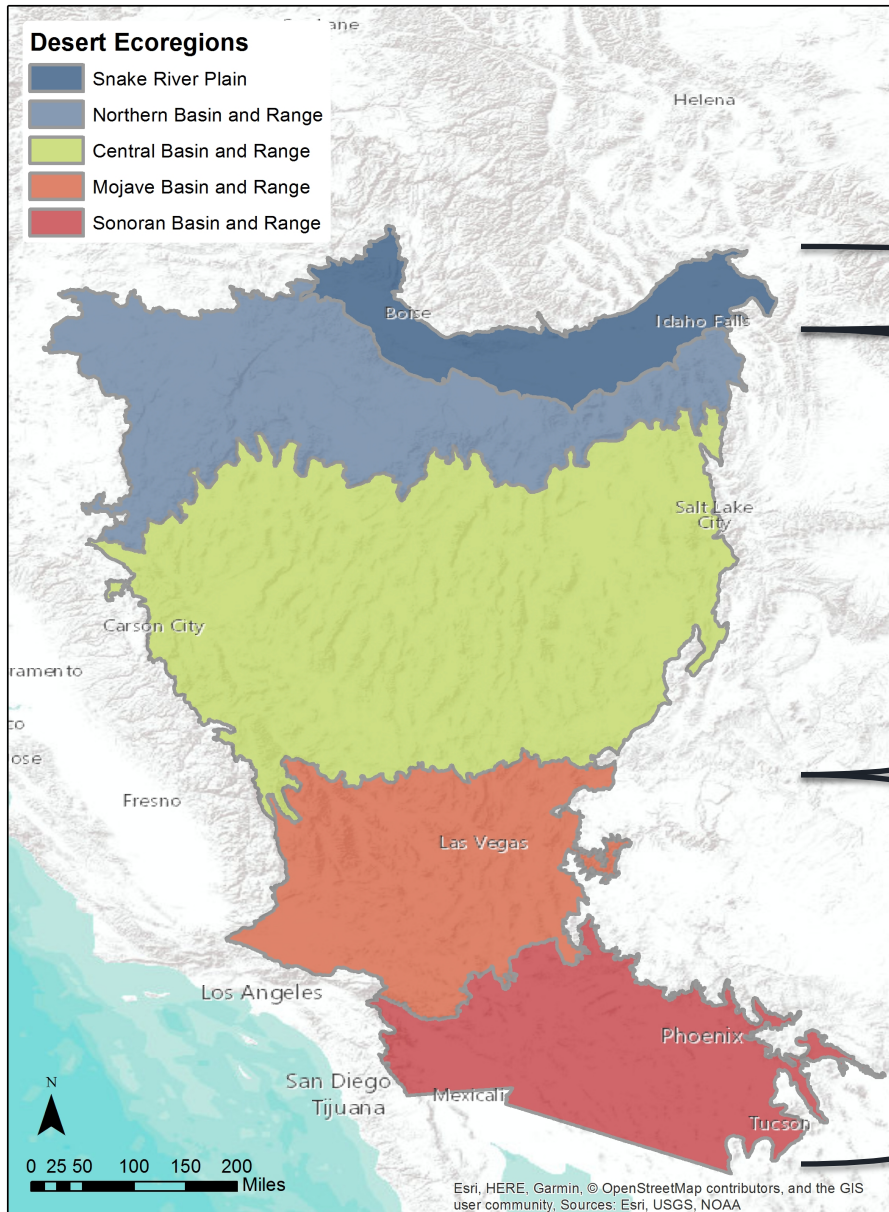 Desert Ecoregions
Snake River Plain
Northern Basin and Range
Central Basin and Range
Mojave Basin and Range
Sonoran Basin and Range
Helena
Boise
Idaho Falls
Salt Lake
City
Carson City
ramento
co
ose
Fresno
Las Vegas
Los Angeles
Phoenix
San Diego
Tijuana
Mexicali
Tucson
N
0 25 50 100 150 200
Miles
Esri, HERE, Garmin, © OpenStreetMap contributors, and the GIS
user community, Sources: Esri, USGS, NOAA